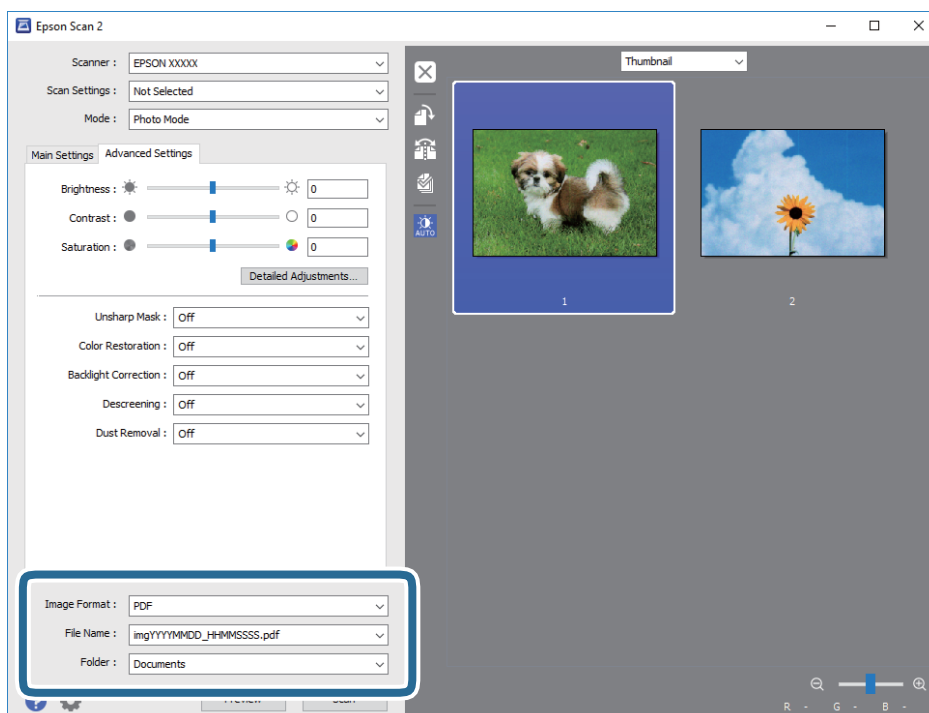 Epson Scan 2
Scanner : EPSON XXXXX
Scan Settings : Not Selected
Mode : Photo Mode
Main Settings Advanced Settings
Brightness : 0
Contrast : 0
Saturation : 0
Detailed Adjustments...
Unsharp Mask : Off
Color Restoration : Off
Backlight Correction : Off
Descreening : Off
Dust Removal : Off
Image Format : PDF
File Name : imgYYYYMMDD_HHMMSSSS.pdf
Folder : Documents
Preview Scan
Thumbnail
AUTO
1 2
R - G - B -